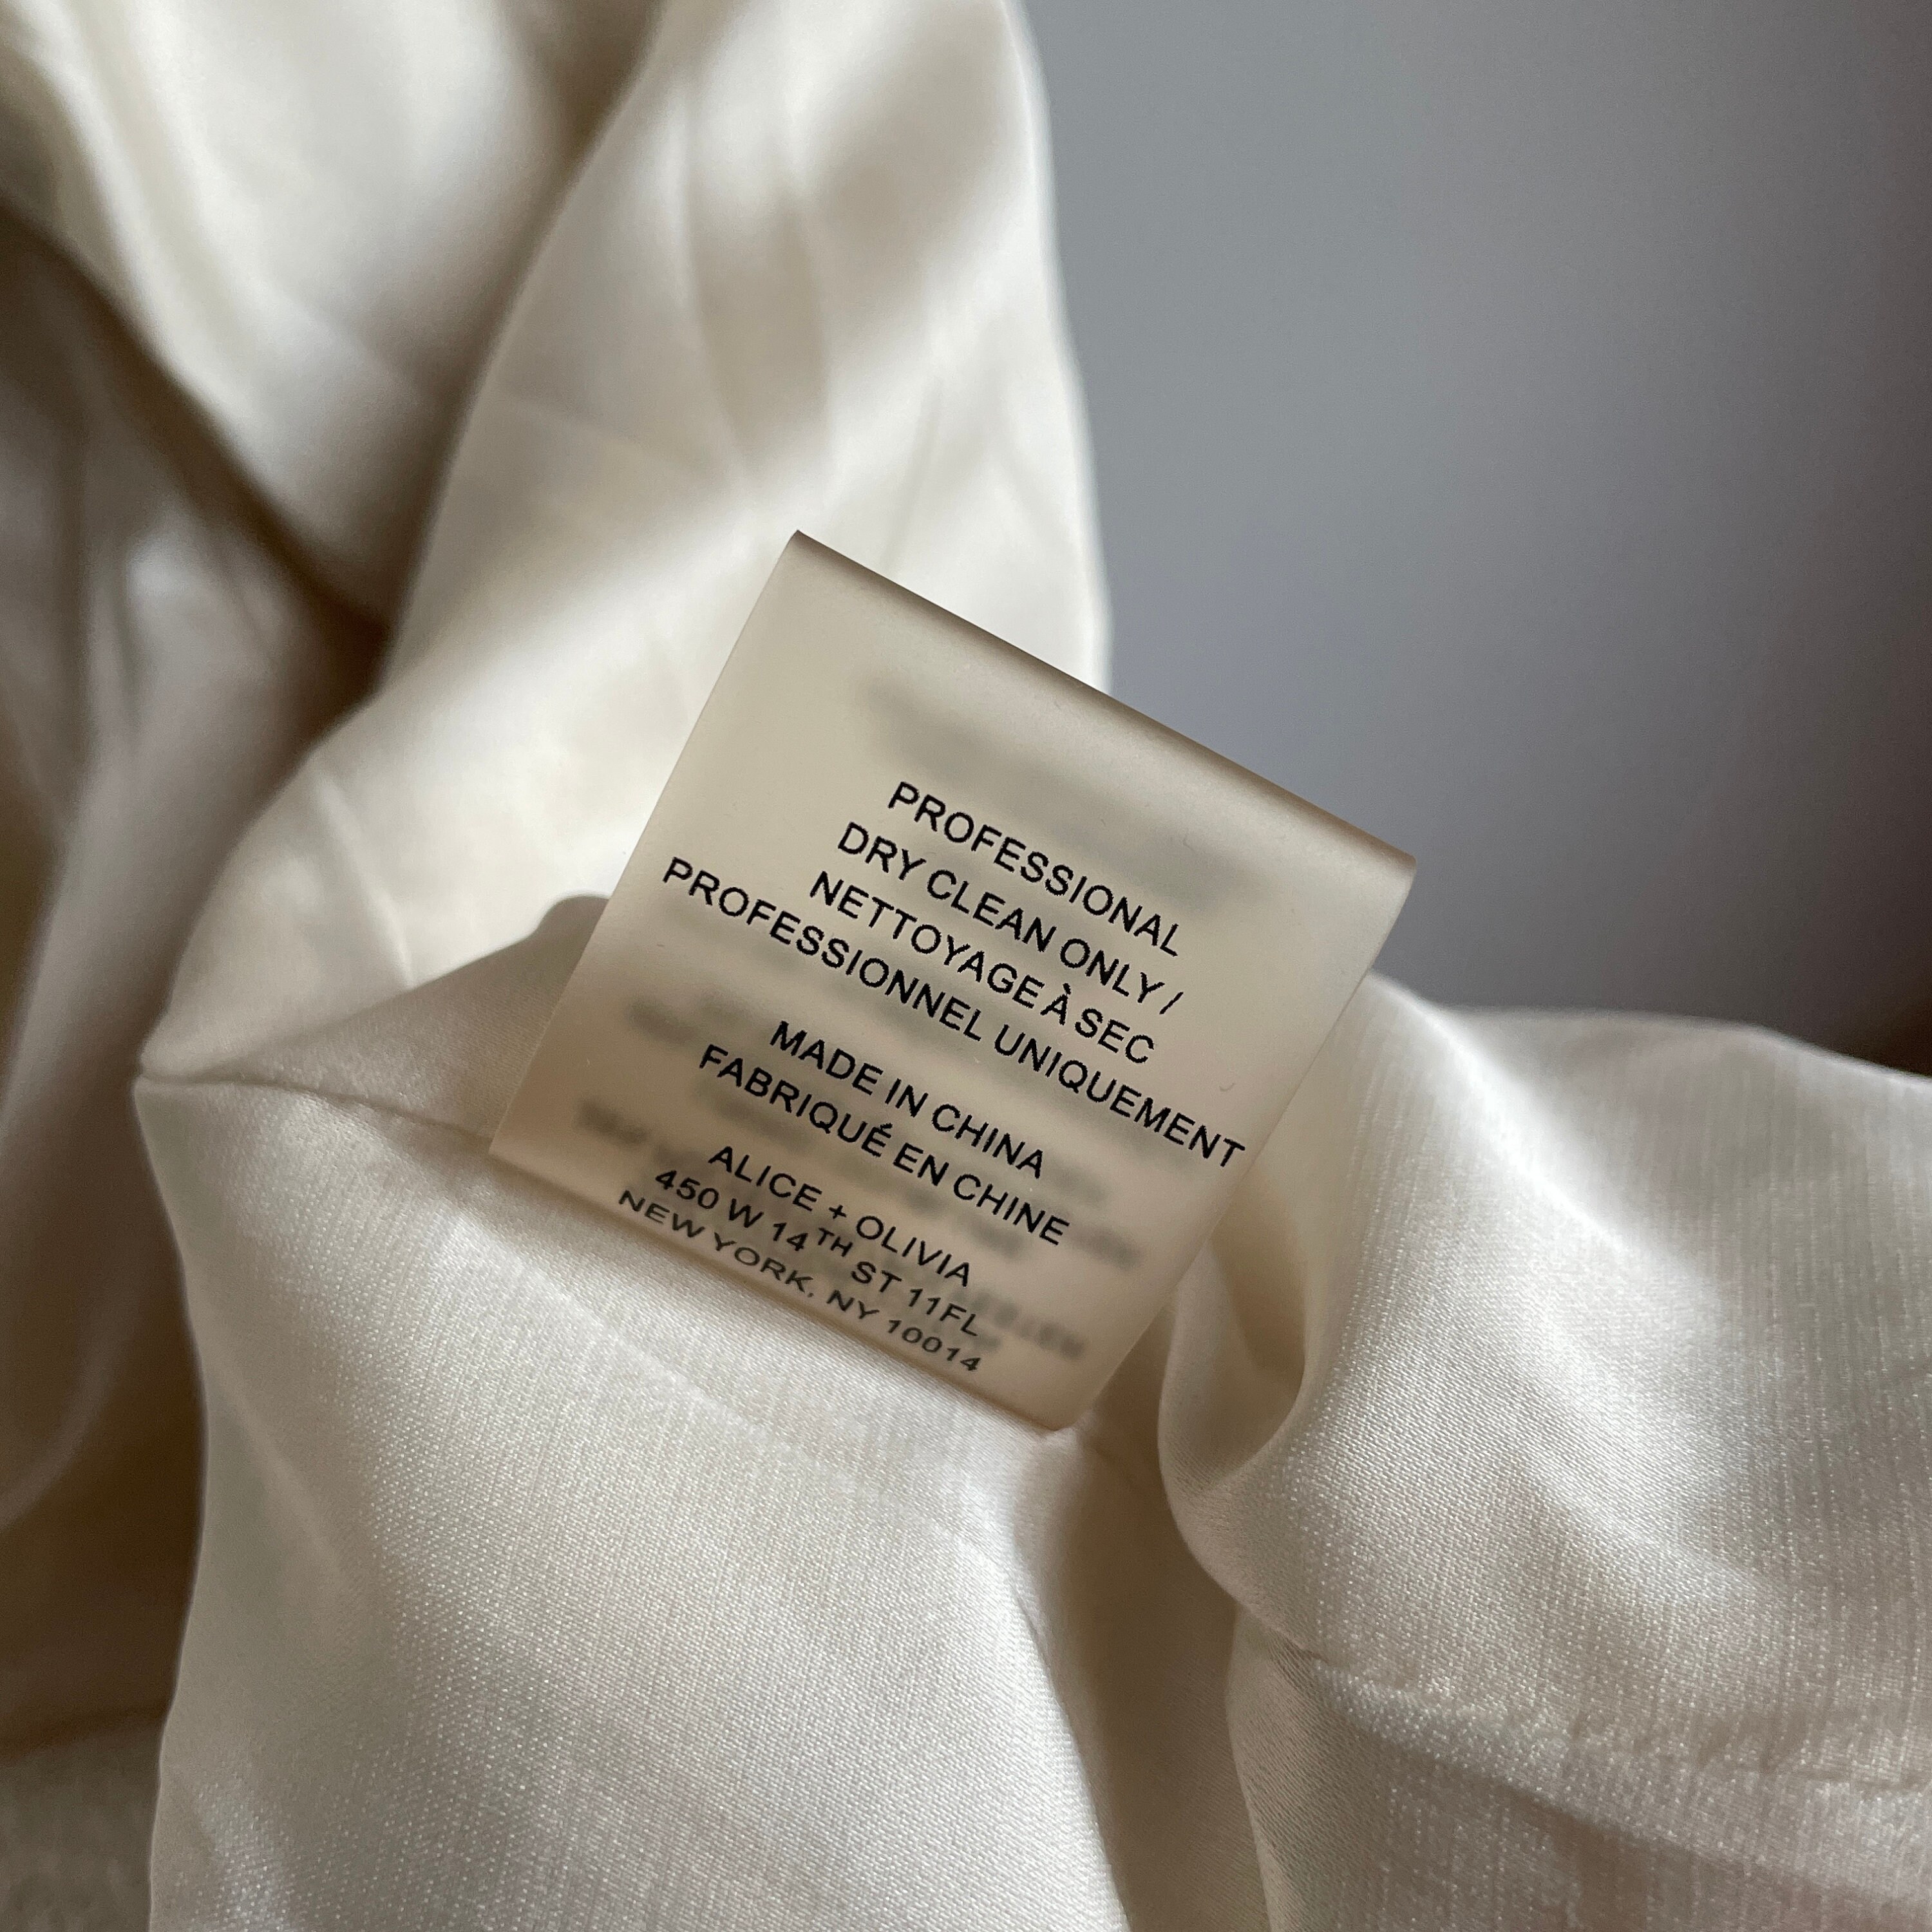 PROFESSIONAL
DRY CLEAN ONLY /
NETTOYAGE À SEC
PROFESSIONNEL UNIQUEMENT
MADE IN CHINA
FABRIQUÉ EN CHINE
ALICE + OLIVIA
450 W 14TH ST 11FL
NEW YORK, NY 10014